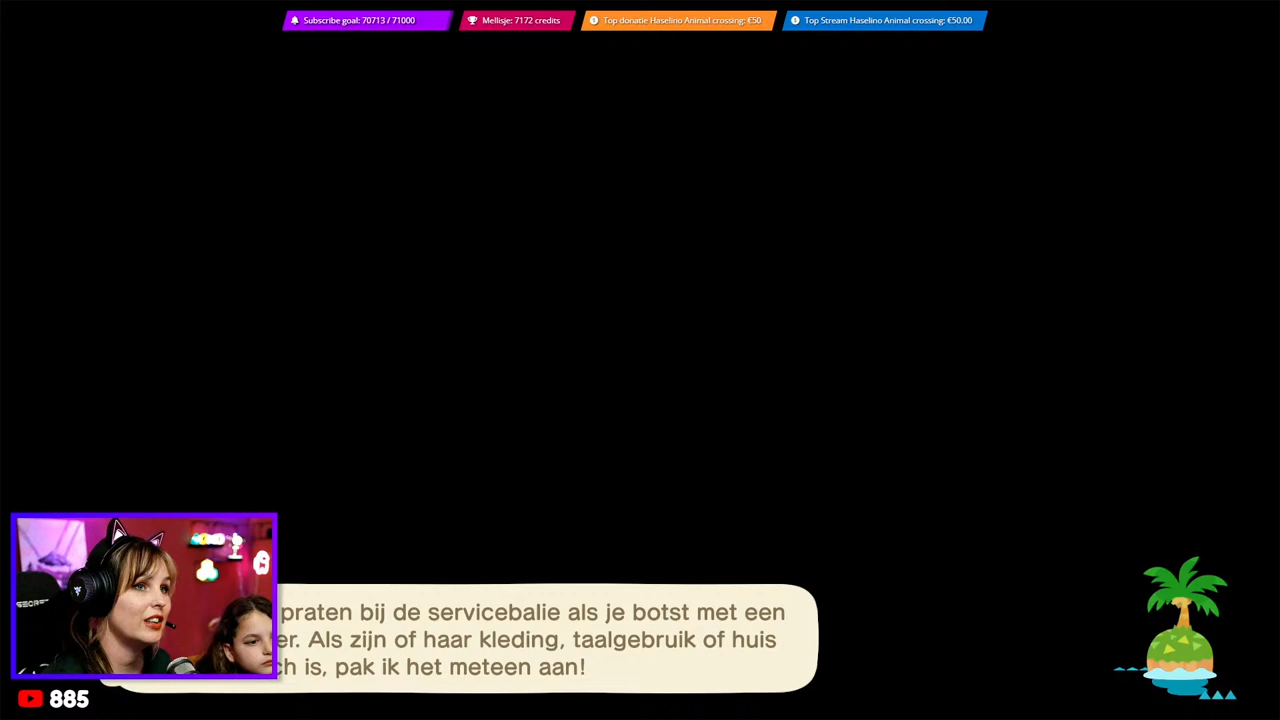 Subscribe goal: 70713 / 71000
Mellisje: 7172 credits
Top donatie Haselino Animal crossing: €50
Top Stream Haselino Animal crossing: €50.00
SECRET
praten bij de servicebalie als je botst met een
er. Als zijn of haar kleding, taalgebruik of huis
ch is, pak ik het meteen aan!
885